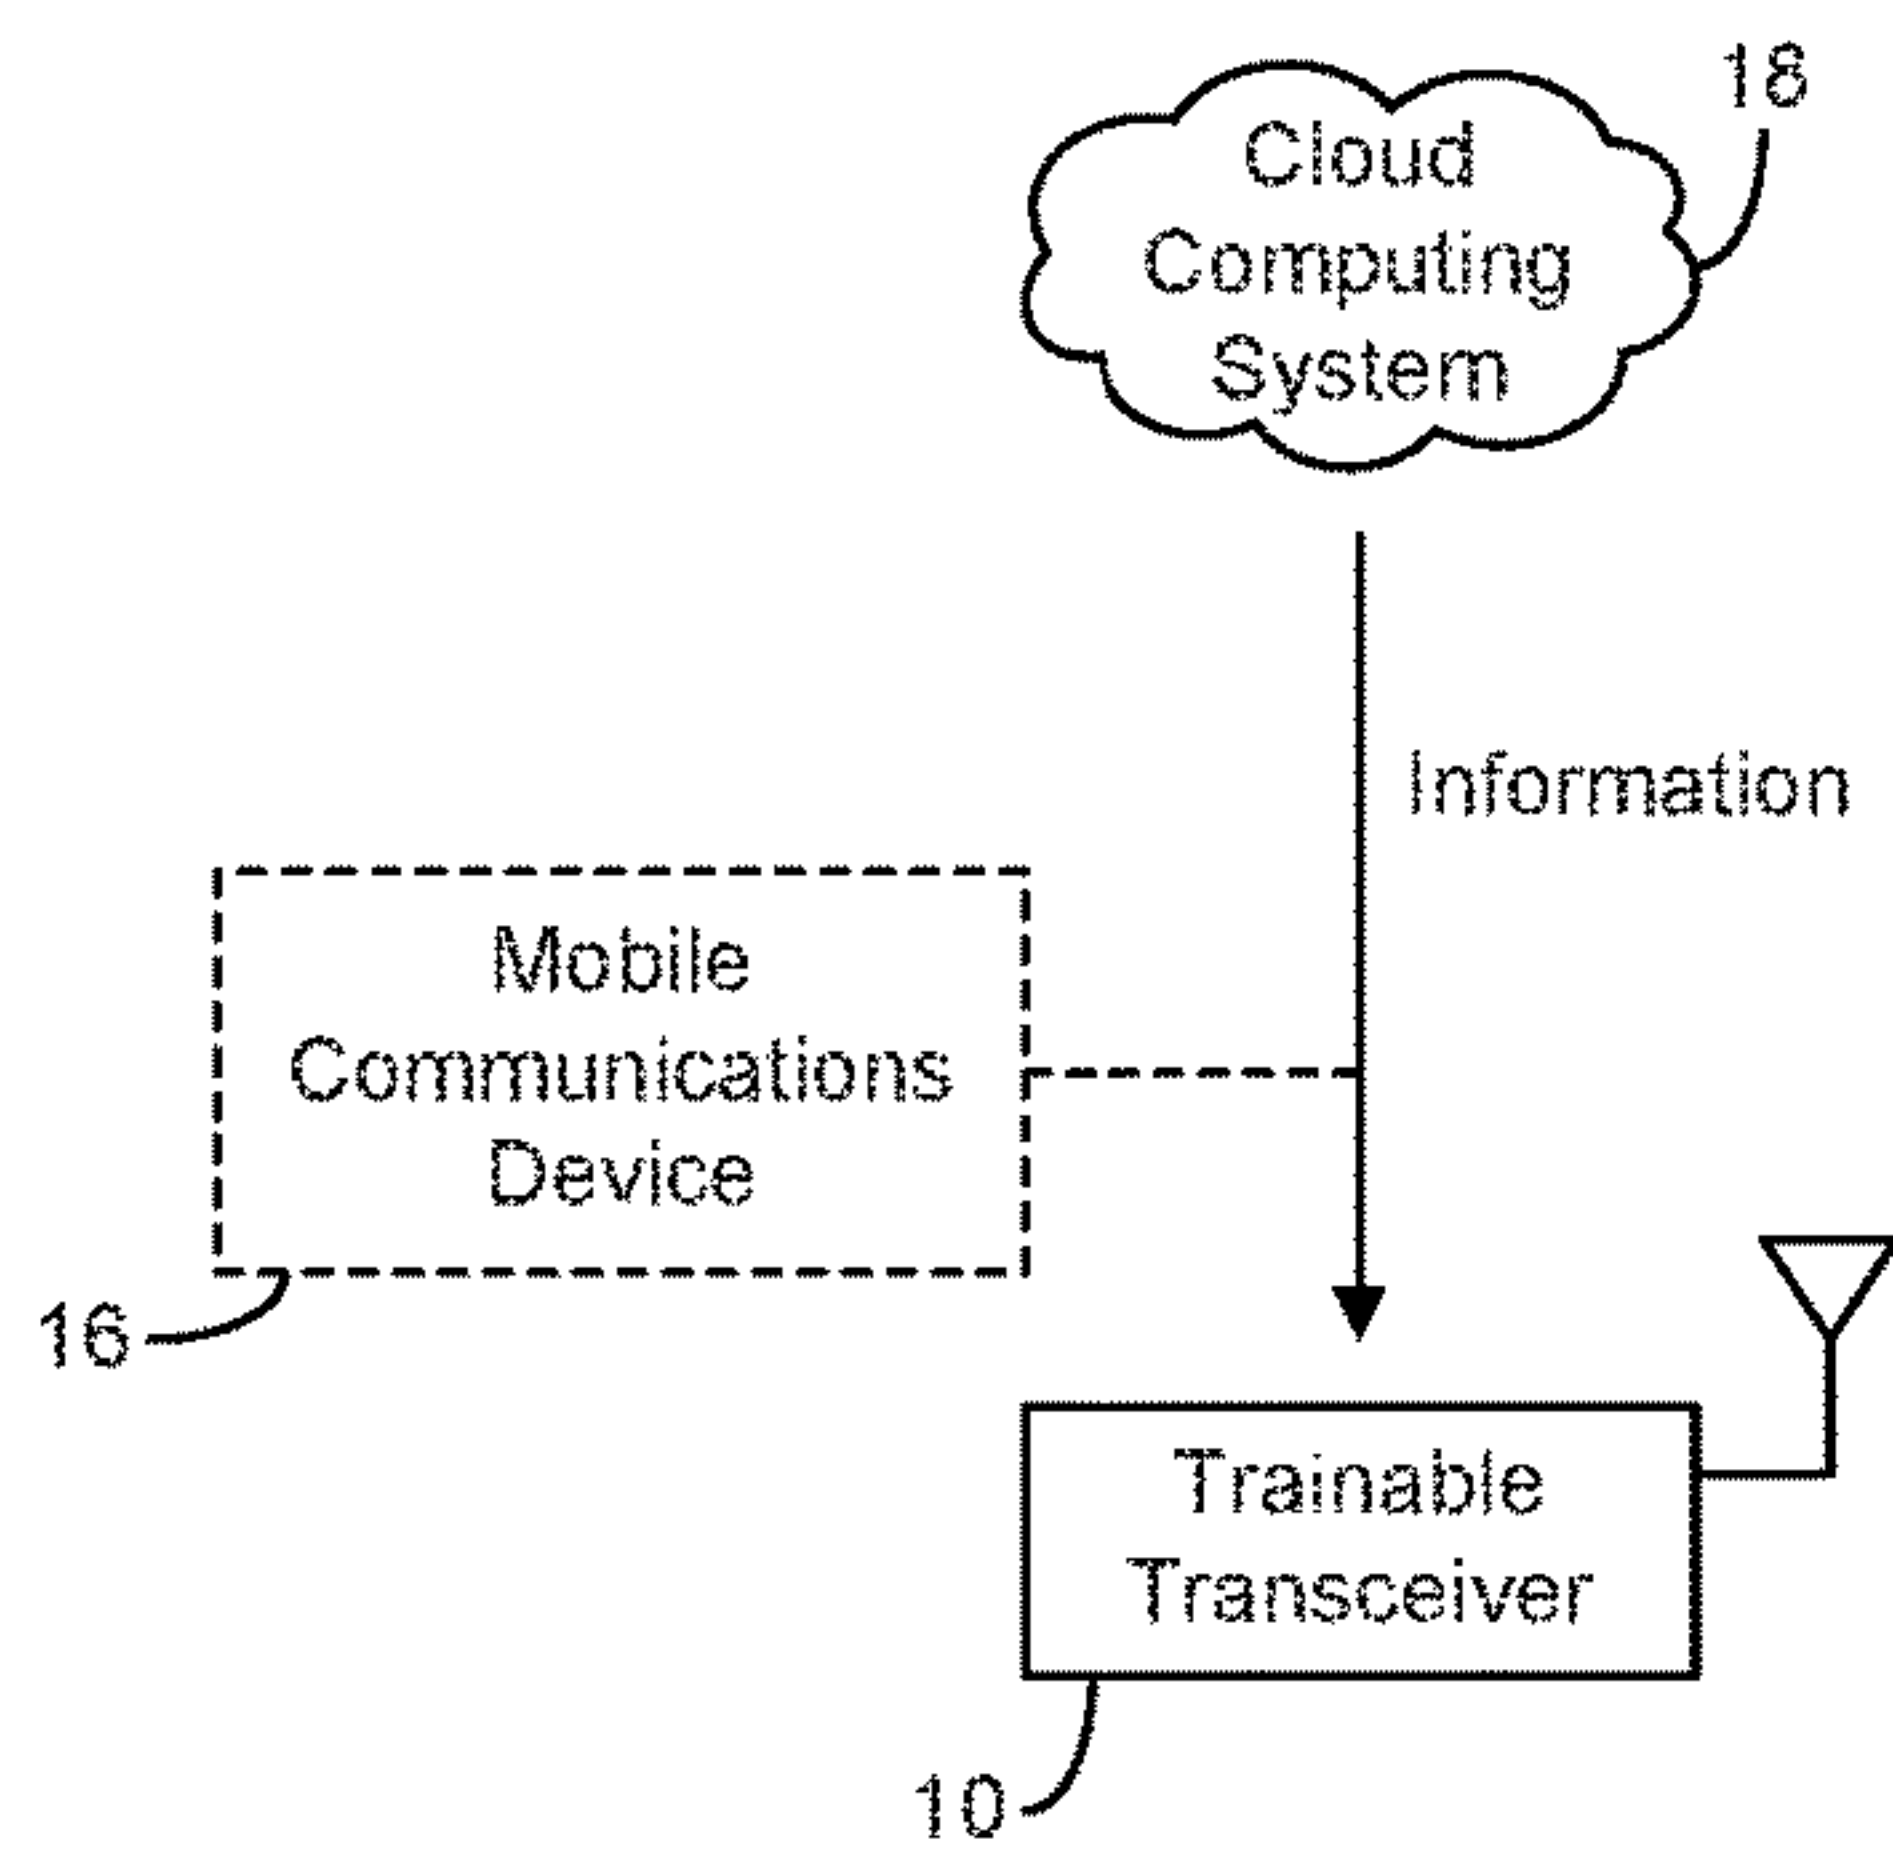 18
Cloud
Computing
System
Information
Mobile
Communications
Device
16
Trainable
Transceiver
10